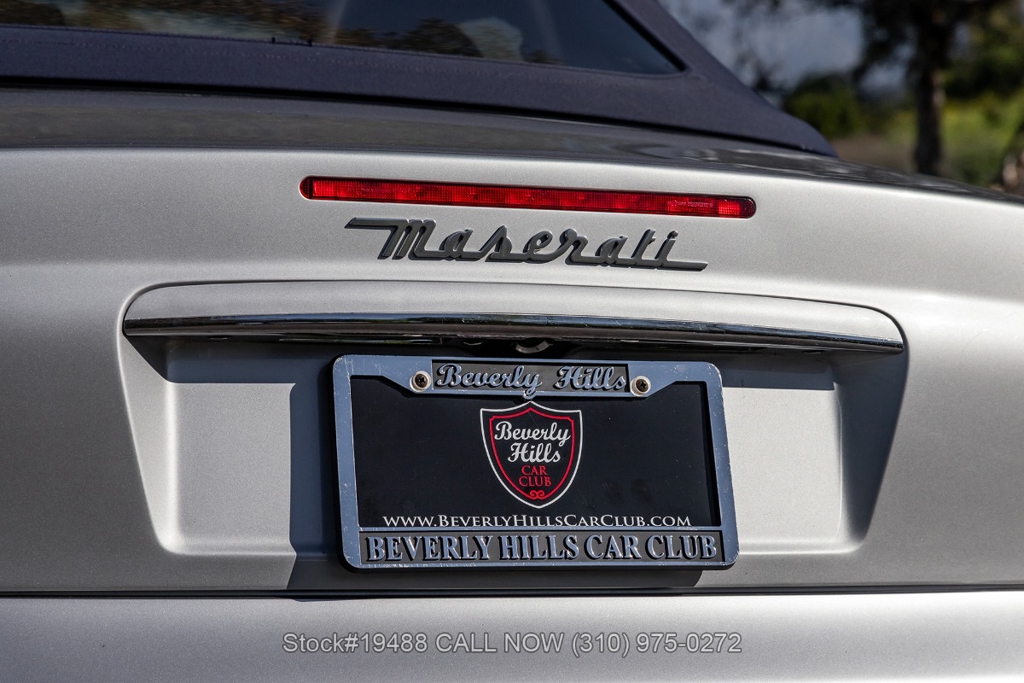 Maserati
Beverly Hills
Beverly
Hills
CAR
CLUB
WWW.BEVERLYHILLSCARCLUB.COM
BEVERLY HILLS CAR CLUB
Stock#19488 CALL NOW (310) 975-0272